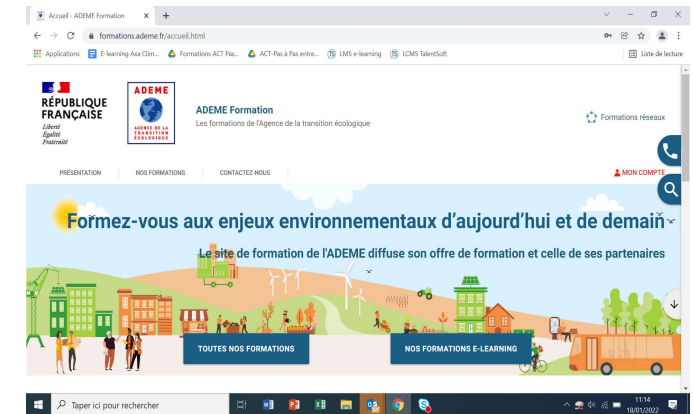 Accueil - ADEME Formation
formations.ademe.fr/accueil.html
Applications E-learning Axa Clim... Formations ACT Pas... ACT-Pas à Pas entre... LMS e-learning LCMS TalentSoft Liste de lecture
RÉPUBLIQUE
FRANÇAISE
Liberté
Égalité
Fraternité
ADEME
AGENCE DE LA
TRANSITION
ÉCOLOGIQUE
ADEME Formation
Les formations de l'Agence de la transition écologique
Formations réseaux
PRÉSENTATION NOS FORMATIONS CONTACTEZ-NOUS MON COMPTE
Formez-vous aux enjeux environnementaux d'aujourd'hui et de demain
Le site de formation de l'ADEME diffuse son offre de formation et celle de ses partenaires
TOUTES NOS FORMATIONS NOS FORMATIONS E-LEARNING
Taper ici pour rechercher
11:14
18/01/2022